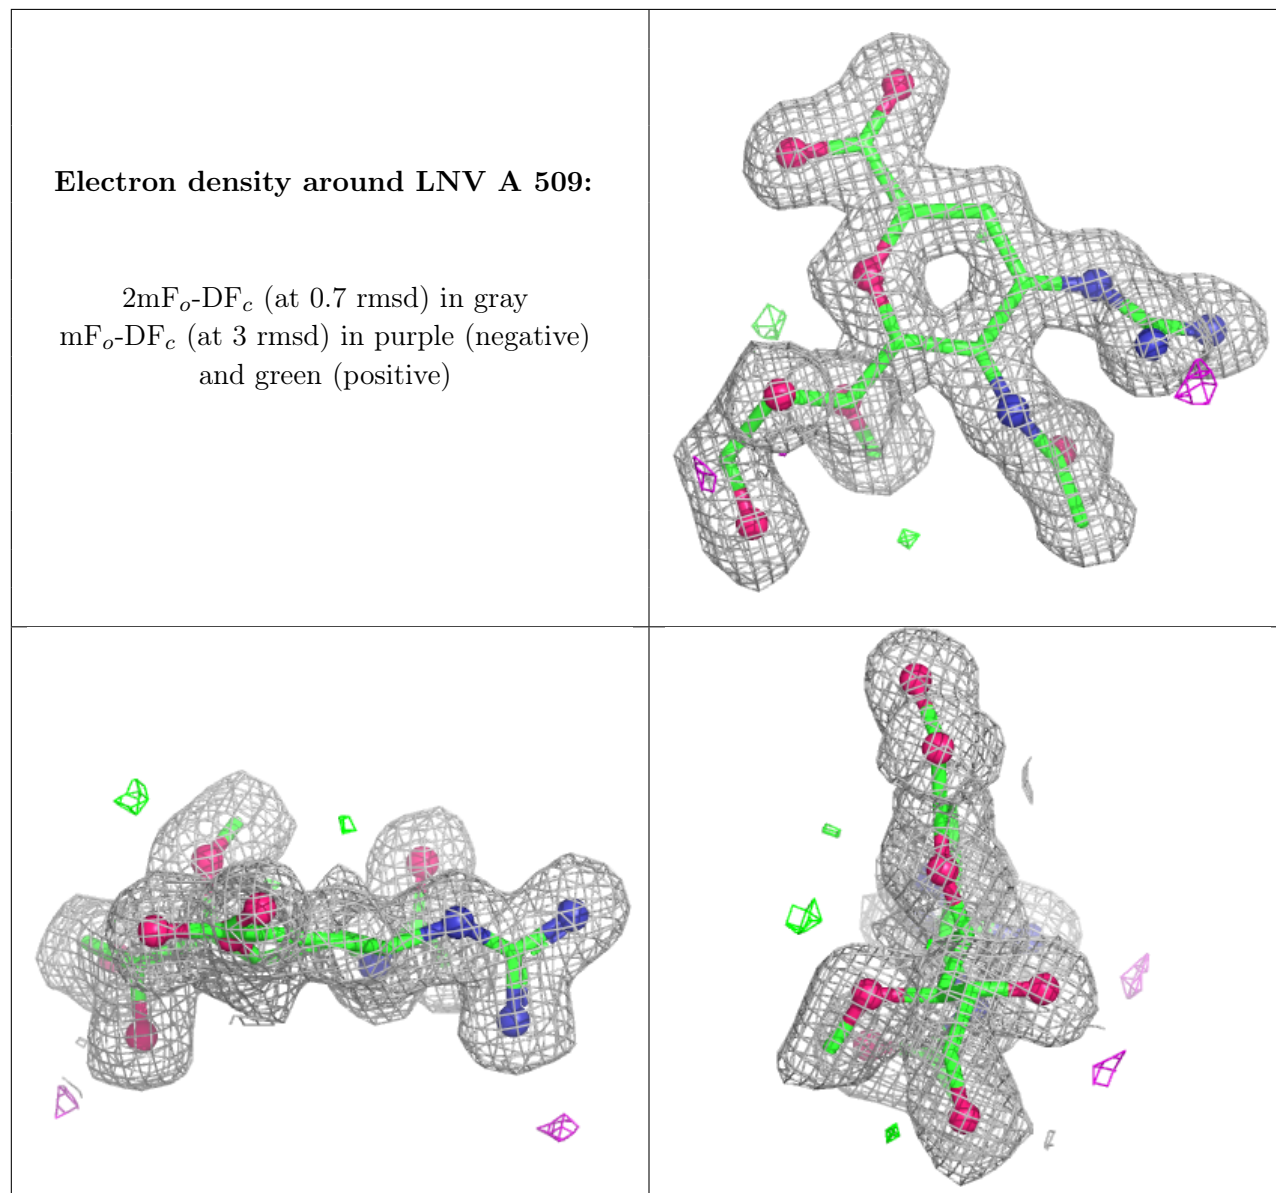 Electron density around LNV A 509:
2mFo-DFc (at 0.7 rmsd) in gray
mFo-DFc (at 3 rmsd) in purple (negative)
and green (positive)